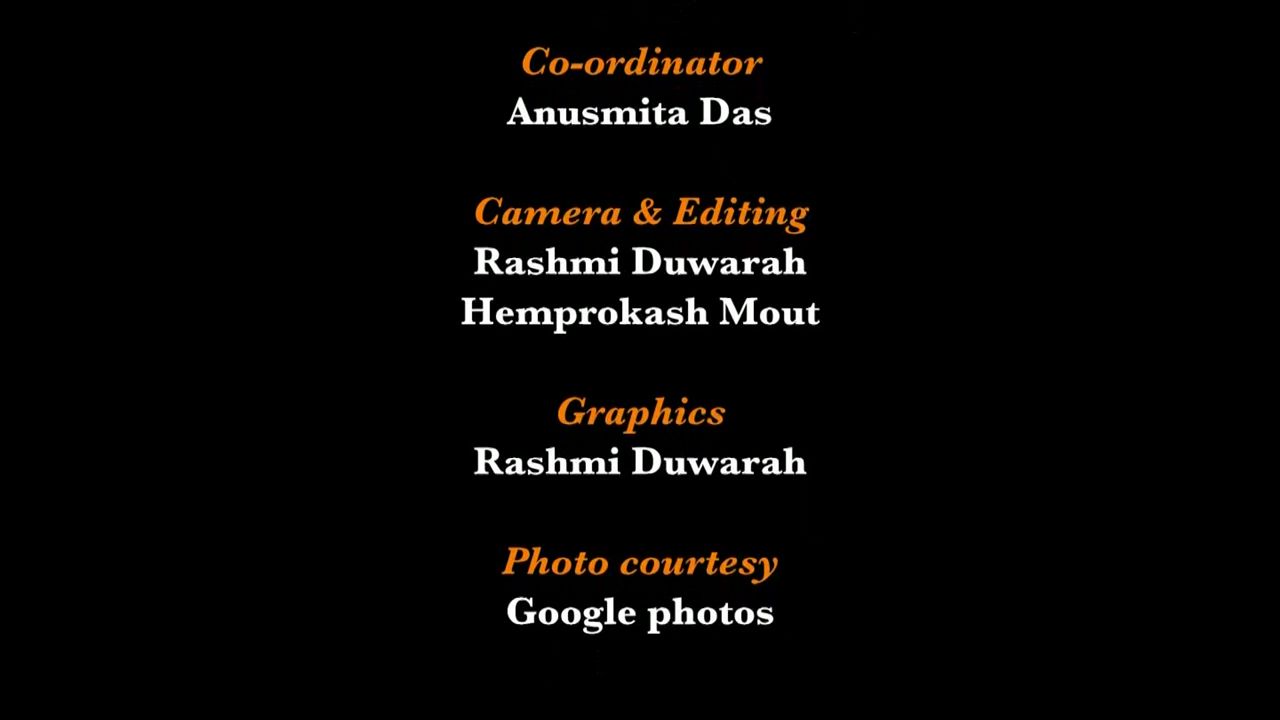 Co-ordinator
Anusmita Das
Camera & Editing
Rashmi Duwarah
Hemprokash Mout
Graphics
Rashmi Duwarah
Photo courtesy
Google photos